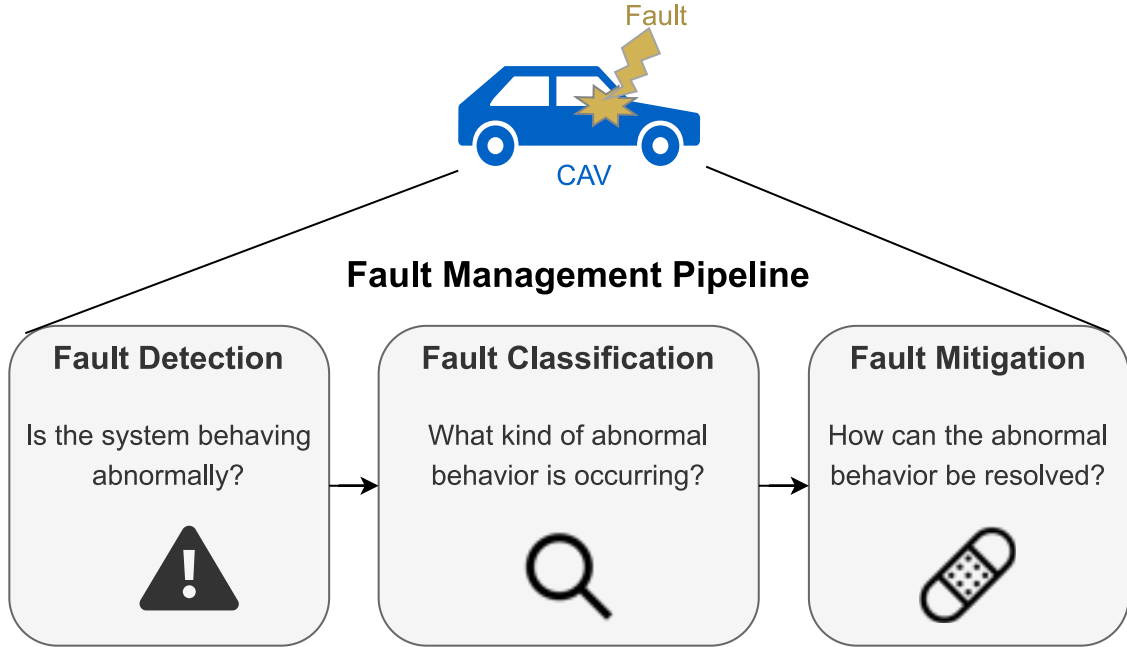 Fault
CAV
Fault Management Pipeline
Fault Detection
Is the system behaving
abnormally?
Fault Classification
What kind of abnormal
behavior is occurring?
Fault Mitigation
How can the abnormal
behavior be resolved?